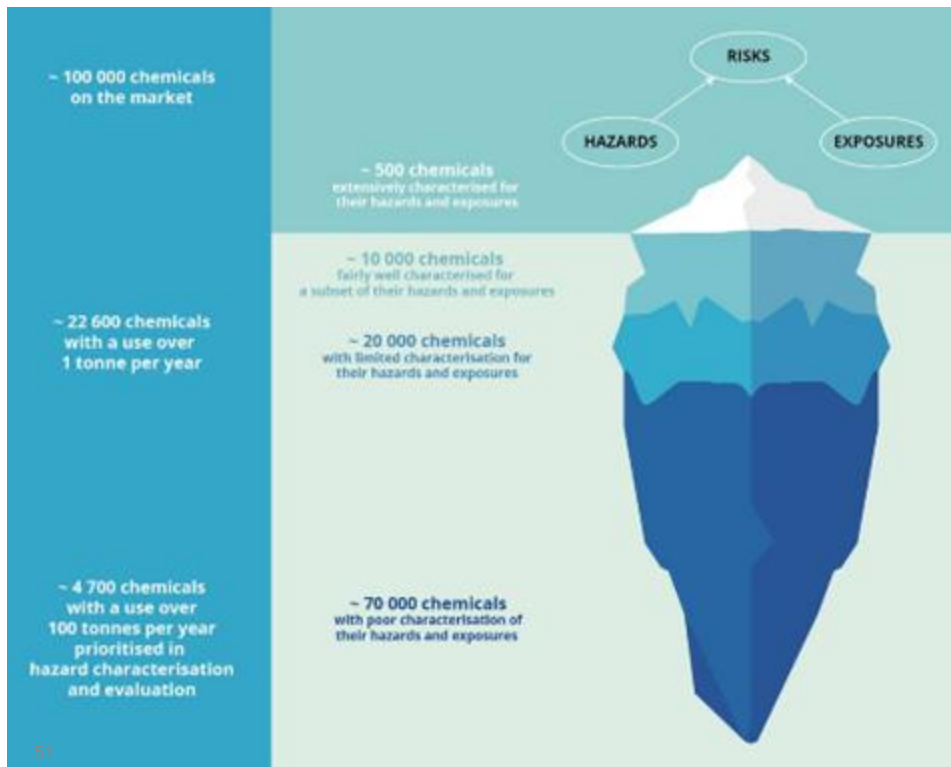 ~ 100 000 chemicals
on the market
~ 22 600 chemicals
with a use over
1 tonne per year
~ 4 700 chemicals
with a use over
100 tonnes per year
prioritised in
hazard characterisation
and evaluation
51
RISKS
HAZARDS
EXPOSURES
~ 500 chemicals
extensively characterised for
their hazards and exposures
~ 10 000 chemicals
fairly well characterised for
a subset of their hazards and exposures
~ 20 000 chemicals
with limited characterisation for
their hazards and exposures
~ 70 000 chemicals
with poor characterisation of
their hazards and exposures